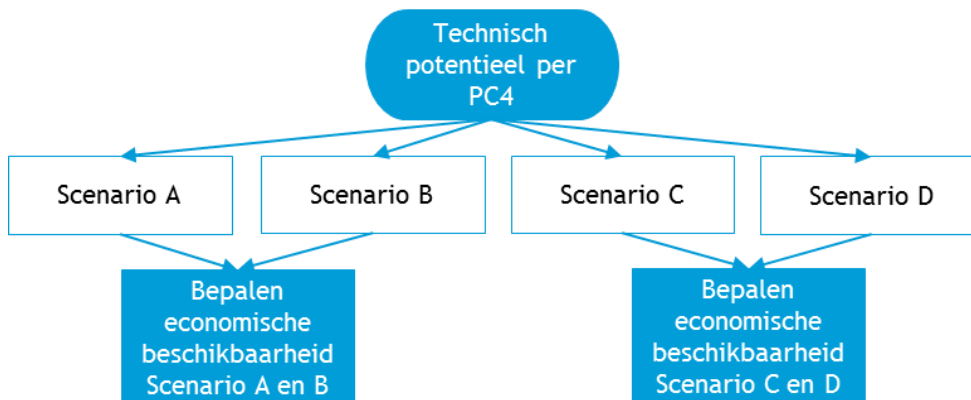 Technisch
potentieel per
PC4
Scenario A
Scenario B
Scenario C
Scenario D
Bepalen
economische
beschikbaarheid
Scenario A en B
Bepalen
economische
beschikbaarheid
Scenario C en D